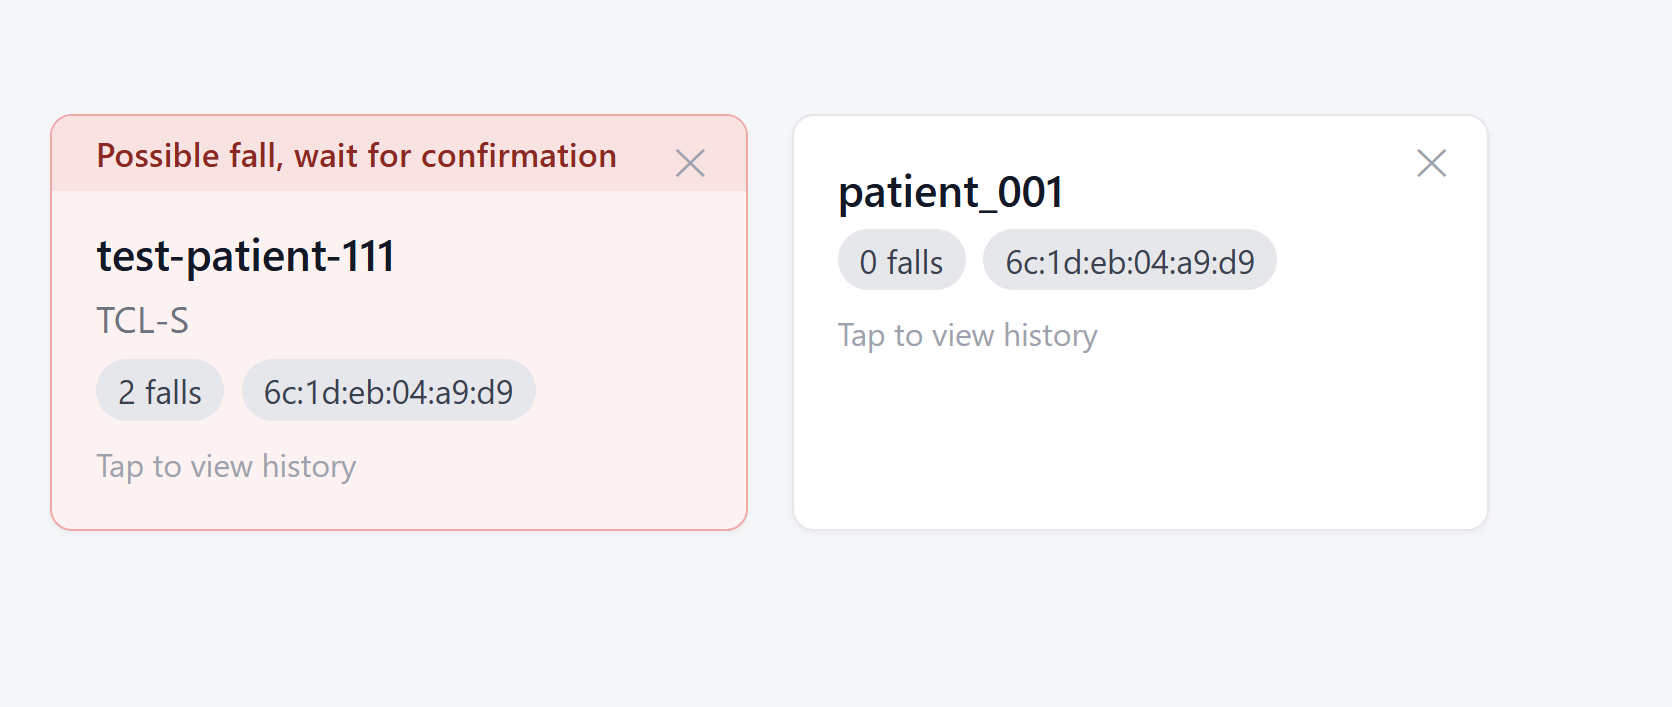 Possible fall, wait for confirmation
test-patient-111
TCL-S
2 falls
6c:1d:eb:04:a9:d9
Tap to view history
patient_001
0 falls
6c:1d:eb:04:a9:d9
Tap to view history